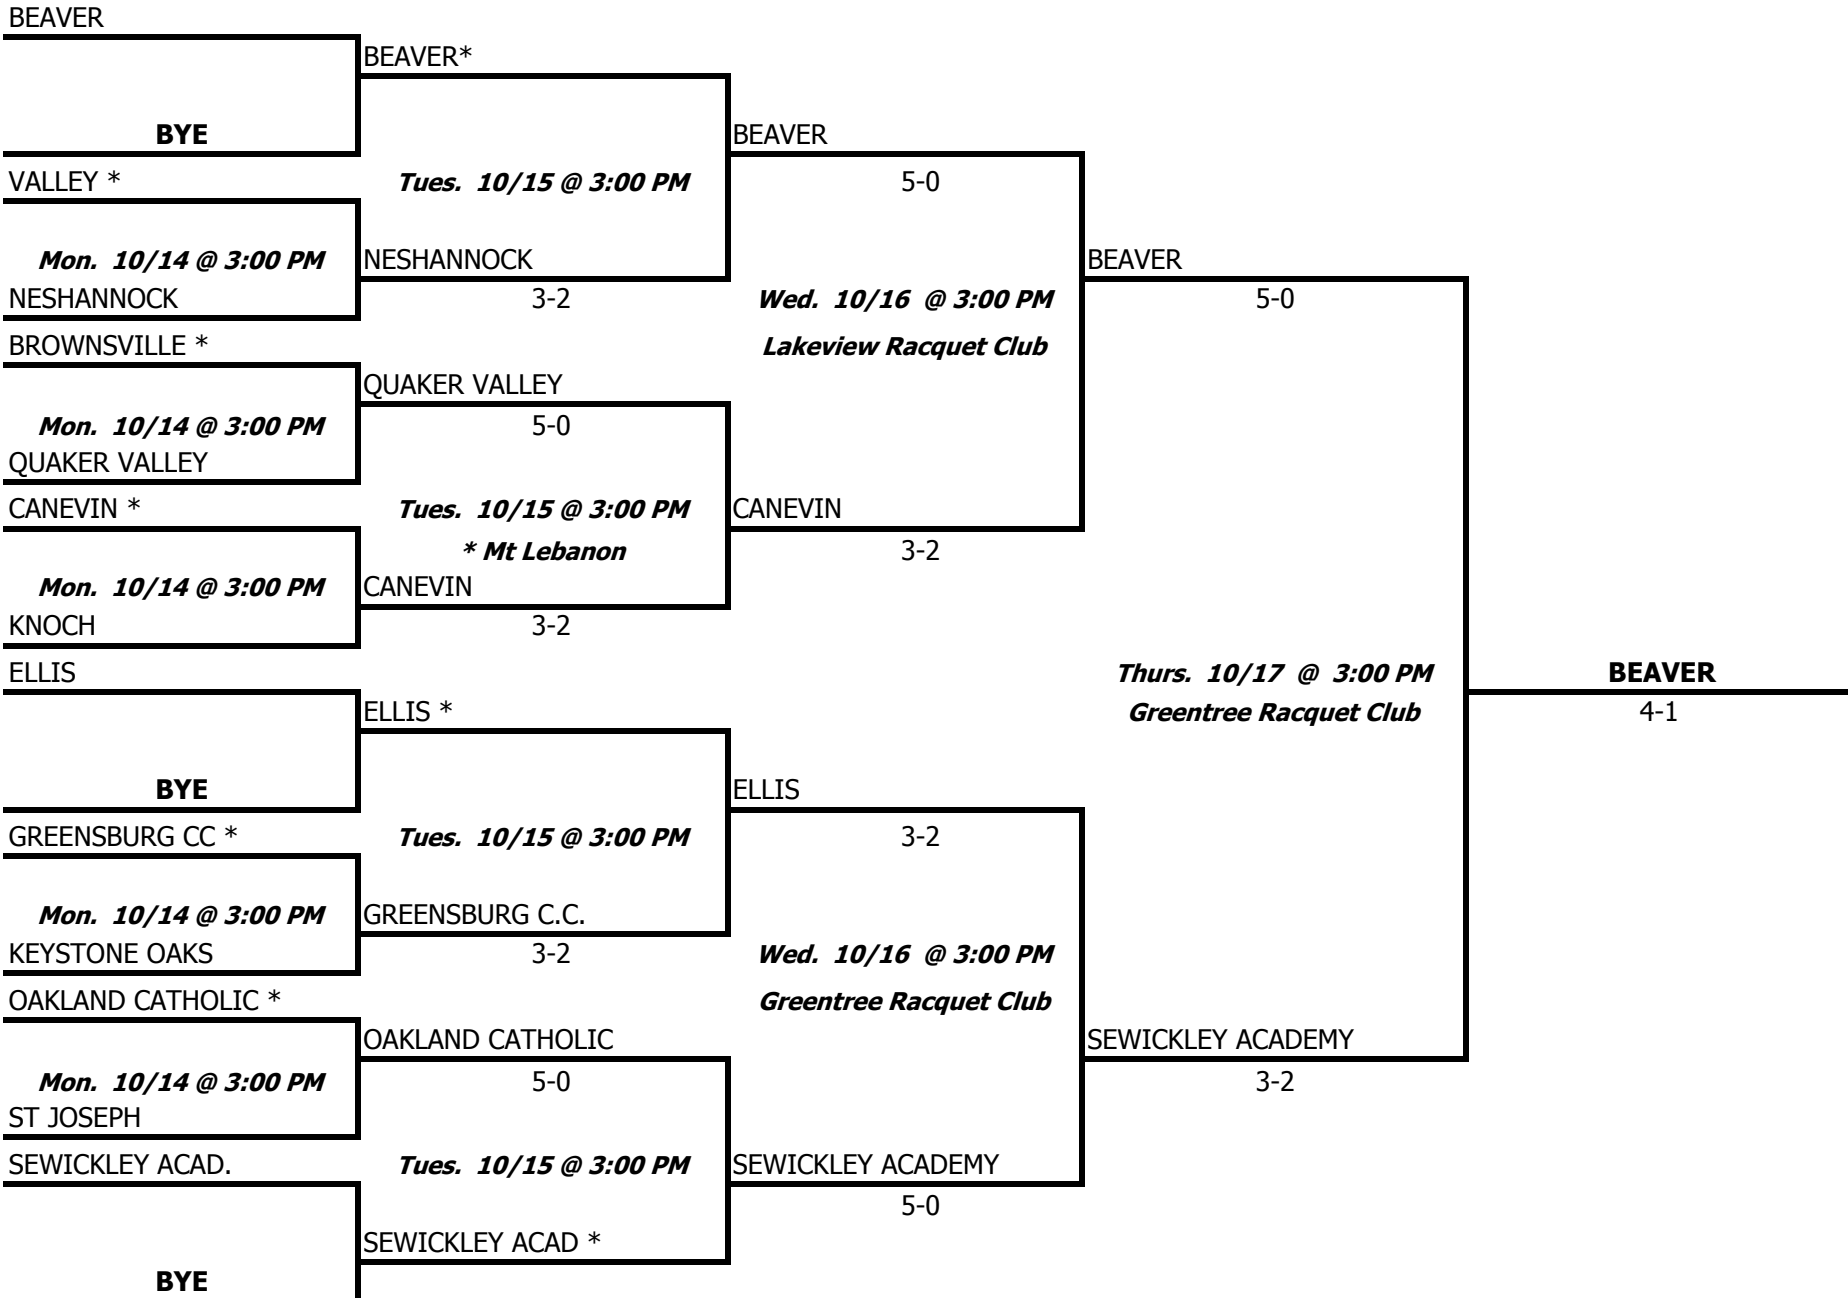 BEAVER
BEAVER*
BYE
BEAVER
VALLEY *
Tues.  10/15 @ 3:00 PM
5-0
Mon.  10/14 @ 3:00 PM
NESHANNOCK
BEAVER
NESHANNOCK
3-2
Wed.  10/16  @ 3:00 PM
5-0
BROWNSVILLE *
Lakeview Racquet Club
QUAKER VALLEY
Mon.  10/14 @ 3:00 PM
5-0
QUAKER VALLEY
CANEVIN *
Tues.  10/15 @ 3:00 PM
CANEVIN
* Mt Lebanon
3-2
Mon.  10/14 @ 3:00 PM
CANEVIN
KNOCH
3-2
ELLIS
Thurs.  10/17  @  3:00 PM
BEAVER
ELLIS *
Greentree Racquet Club
4-1
BYE
ELLIS
GREENSBURG CC *
Tues.  10/15 @ 3:00 PM
3-2
Mon.  10/14 @ 3:00 PM
GREENSBURG C.C.
KEYSTONE OAKS
3-2
Wed.  10/16  @ 3:00 PM
OAKLAND CATHOLIC *
Greentree Racquet Club
OAKLAND CATHOLIC
SEWICKLEY ACADEMY
Mon.  10/14 @ 3:00 PM
5-0
3-2
ST JOSEPH
SEWICKLEY ACAD.
Tues.  10/15 @ 3:00 PM
SEWICKLEY ACADEMY
5-0
SEWICKLEY ACAD *
BYE